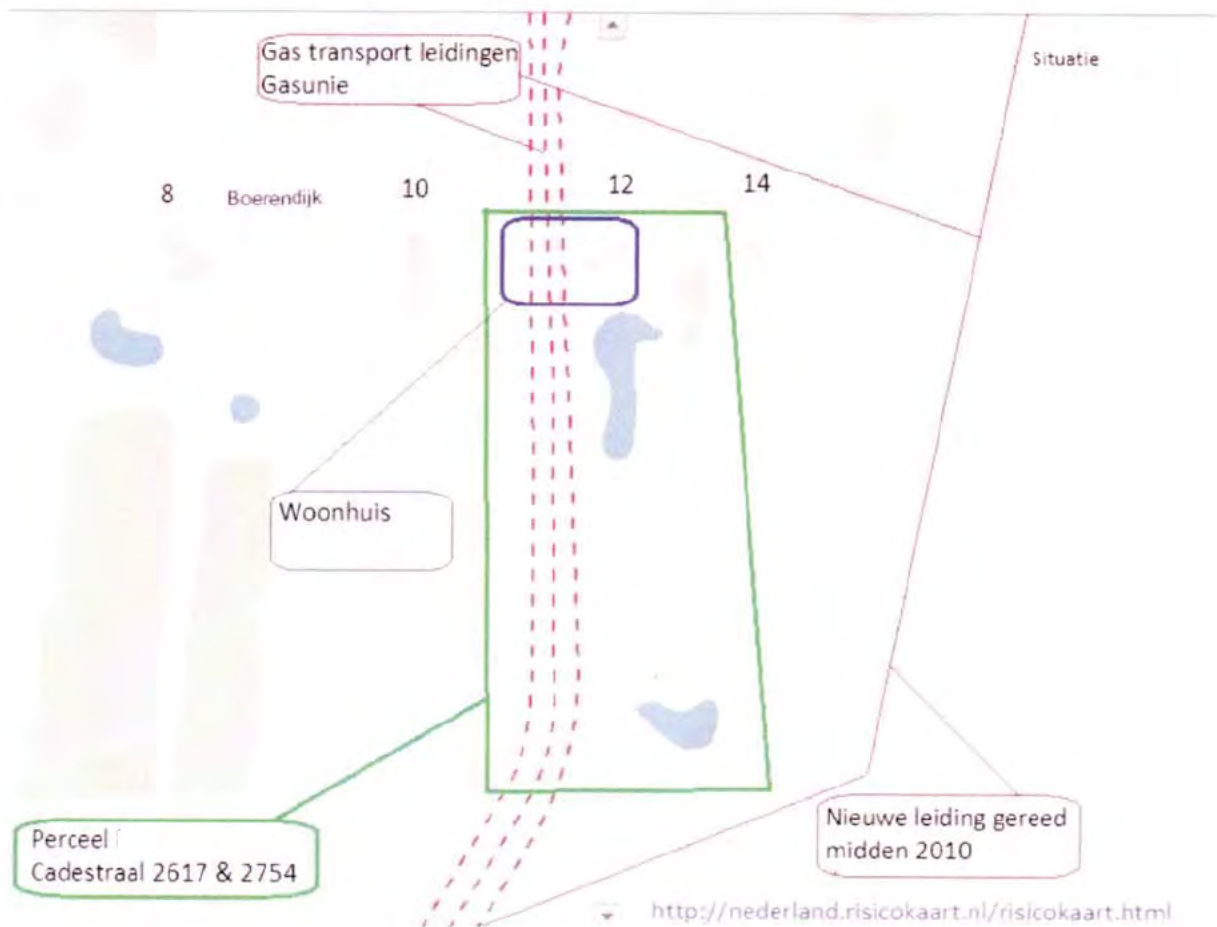 Gas transport leidingen
Gasunie
Situatie
8 Boerendijk 10 12 14
Woonhuis
Perceel
Cadestraal 2617 & 2754
Nieuwe leiding gereed
midden 2010
http://nederland.risicokaart.nl/risicokaart.html